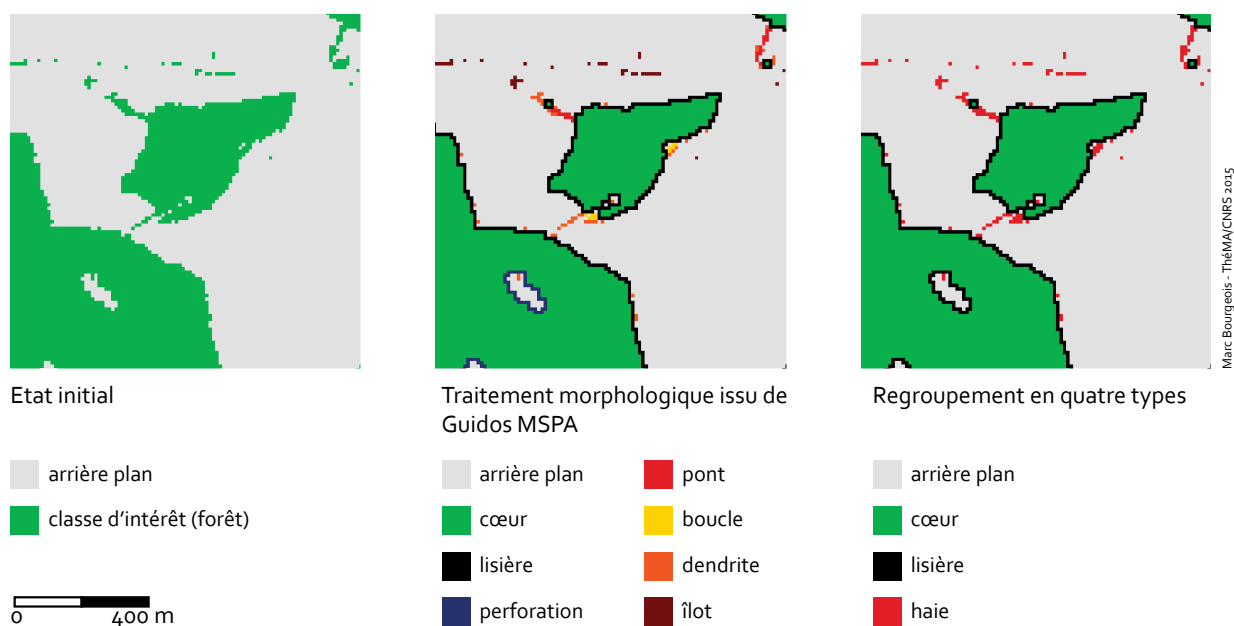 Marc Bourgeois - ThéMA/CNRS 2015
Etat initial
arrière plan
classe d'intérêt (forêt)
0 400 m
Traitement morphologique issu de
Guidos MSPA
arrière plan
cœur
lisière
perforation
pont
boucle
dendrite
îlot
Regroupement en quatre types
arrière plan
cœur
lisière
haie